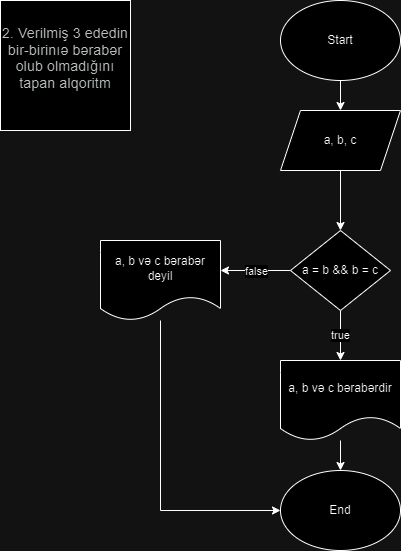 2. Verilmiş 3 ededin
bir-birinıə bərabər
olub olmadığını
tapan alqoritm
Start
a, b, c
a = b && b = c
false
a, b və c bərabər
deyil
true
a, b və c bərabərdir
End